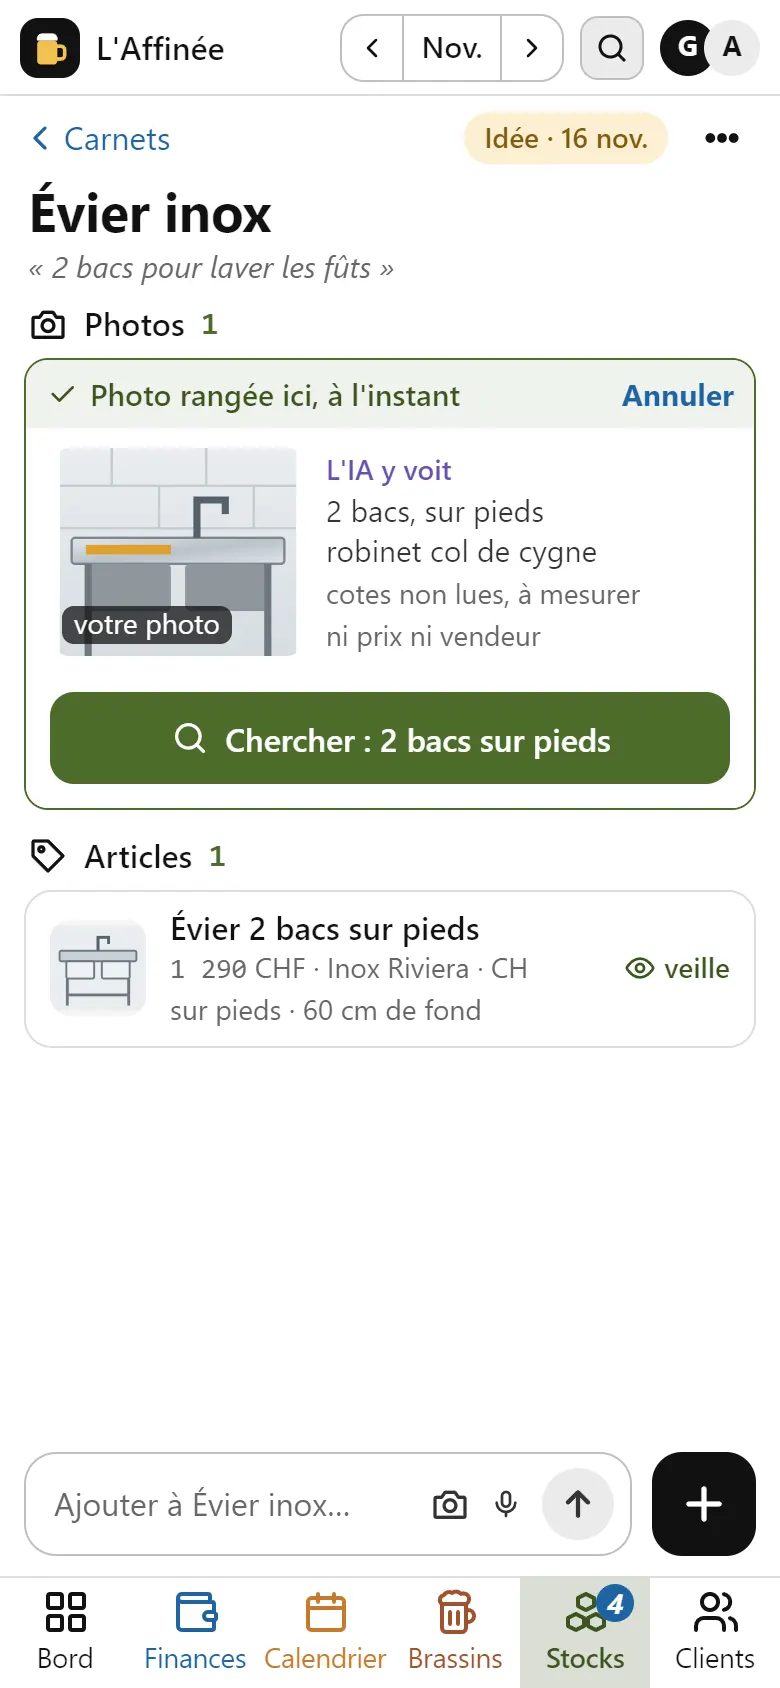 L'Affinée
Nov.
G
A
Carnets
Idée · 16 nov.
Évier inox
« 2 bacs pour laver les fûts »
Photos 1
Photo rangée ici, à l'instant
Annuler
L'IA y voit
2 bacs, sur pieds
robinet col de cygne
cotes non lues, à mesurer
ni prix ni vendeur
votre photo
Chercher : 2 bacs sur pieds
Articles 1
Évier 2 bacs sur pieds
1 290 CHF · Inox Riviera · CH
veille
sur pieds · 60 cm de fond
Ajouter à Évier inox...
4
Bord
Finances
Calendrier
Brassins
Stocks
Clients